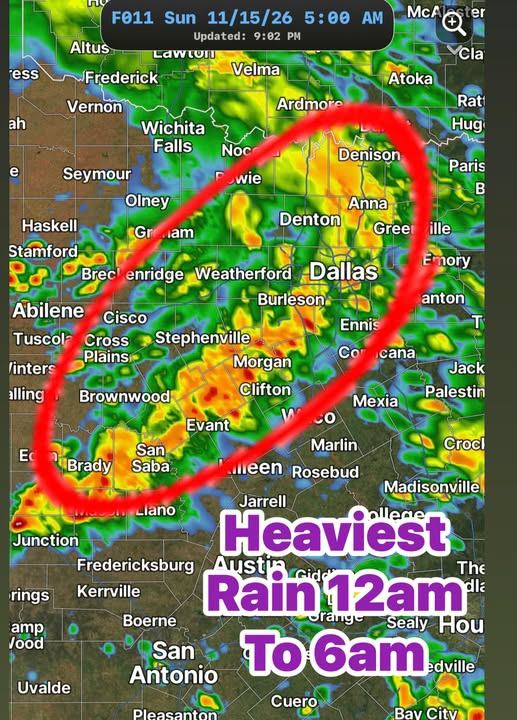 F011 Sun 11/15/26 5:00 AM
Updated: 9:02 PM
Altus
Lawton
Velma
Frederick
Atoka
Vernon
Ardmore
Wichita
Falls
Denison
Paris
Seymour
Bowie
Olney
Anna
Haskell
Graham
Denton
Greenville
Stamford
Breckenridge
Weatherford
Dallas
Emory
Burleson
Abilene
Cisco
Ennis
Cross
Plains
Stephenville
Morgan
Corsicana
Brownwood
Clifton
Mexia
Evant
Waco
Marlin
Brady
San
Saba
Killeen
Rosebud
Madisonville
Llano
Jarrell
Junction
Heaviest
Fredericksburg
Austin
Kerrville
Rain 12am
Boerne
Sealy
To 6am
San
Antonio
Uvalde
Cuero
Pleasanton
Bay City